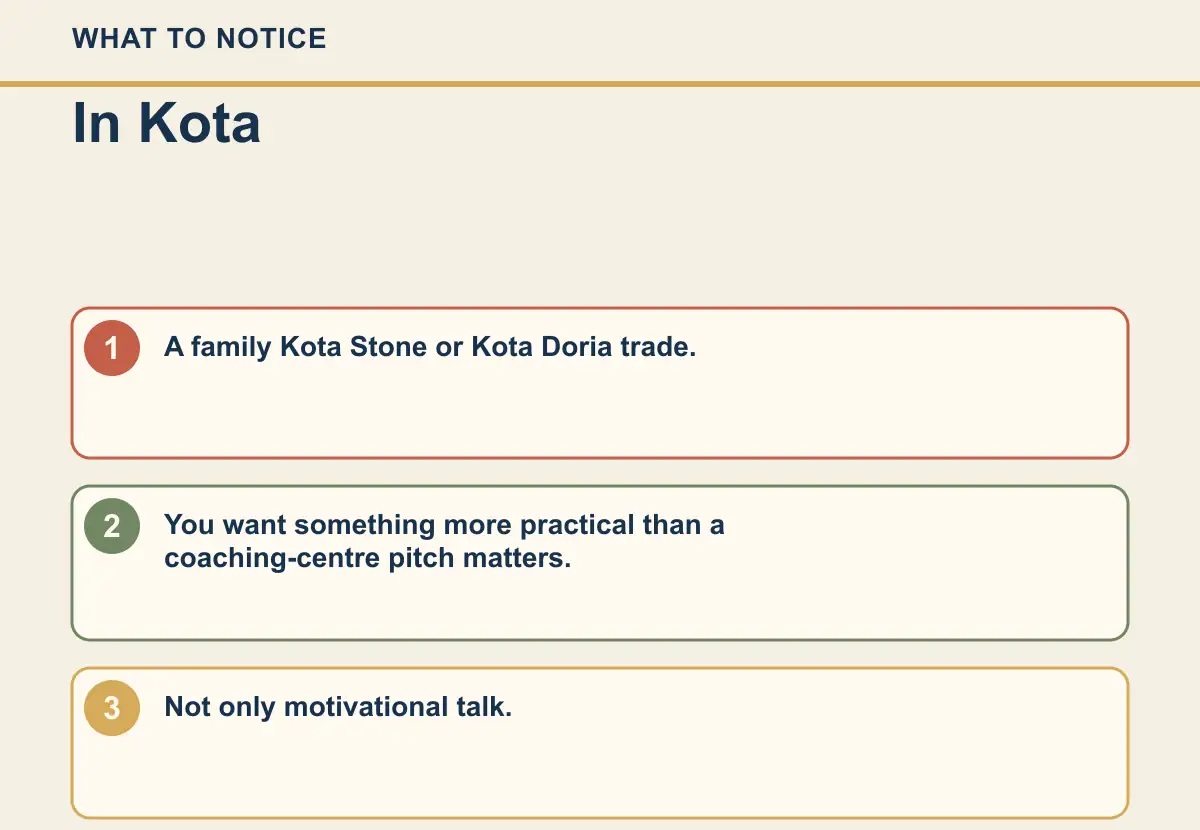 WHAT TO NOTICE
In Kota
1
A family Kota Stone or Kota Doria trade.
2
You want something more practical than a
coaching-centre pitch matters.
3
Not only motivational talk.